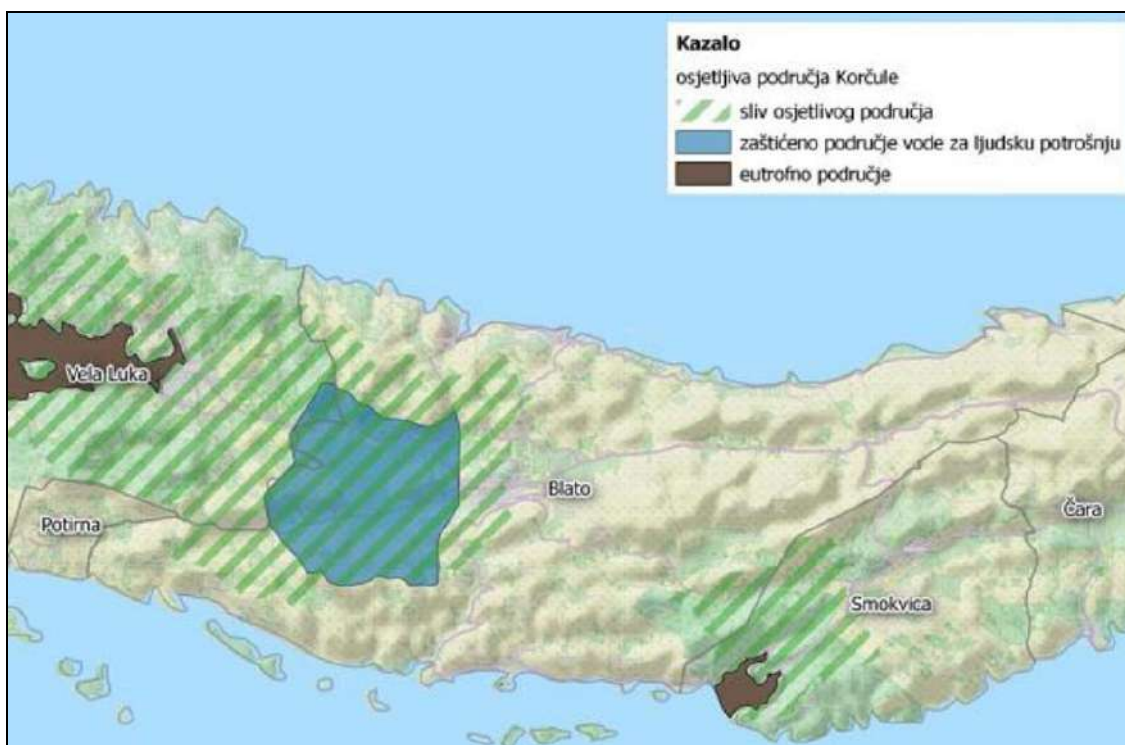 Kazalo
osjetljiva područja Korčule
sliv osjetlivog područja
zaštićeno područje vode za ljudsku potrošnju
eutrofno područje
Vela Luka
Potirna
Blato
Čara
Smokvica